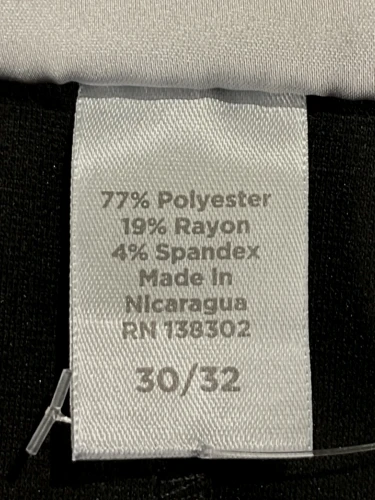 77% Polyester
19% Rayon
4% Spandex
Made In
Nicaragua
RN 138302
30/32